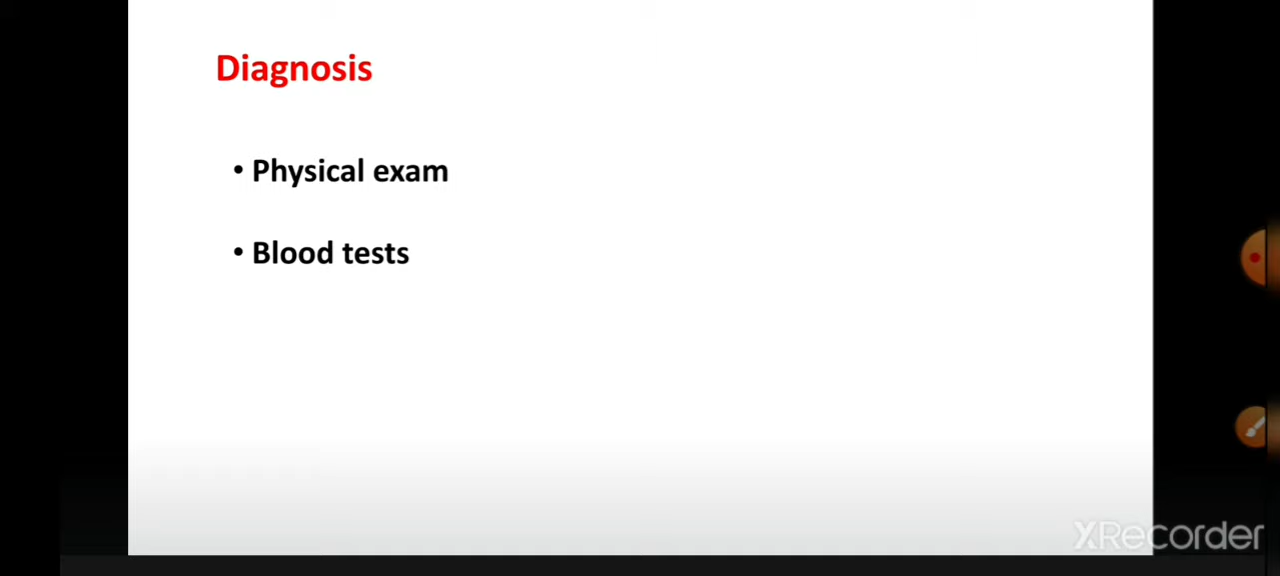 Diagnosis
• Physical exam
• Blood tests
XRecorder